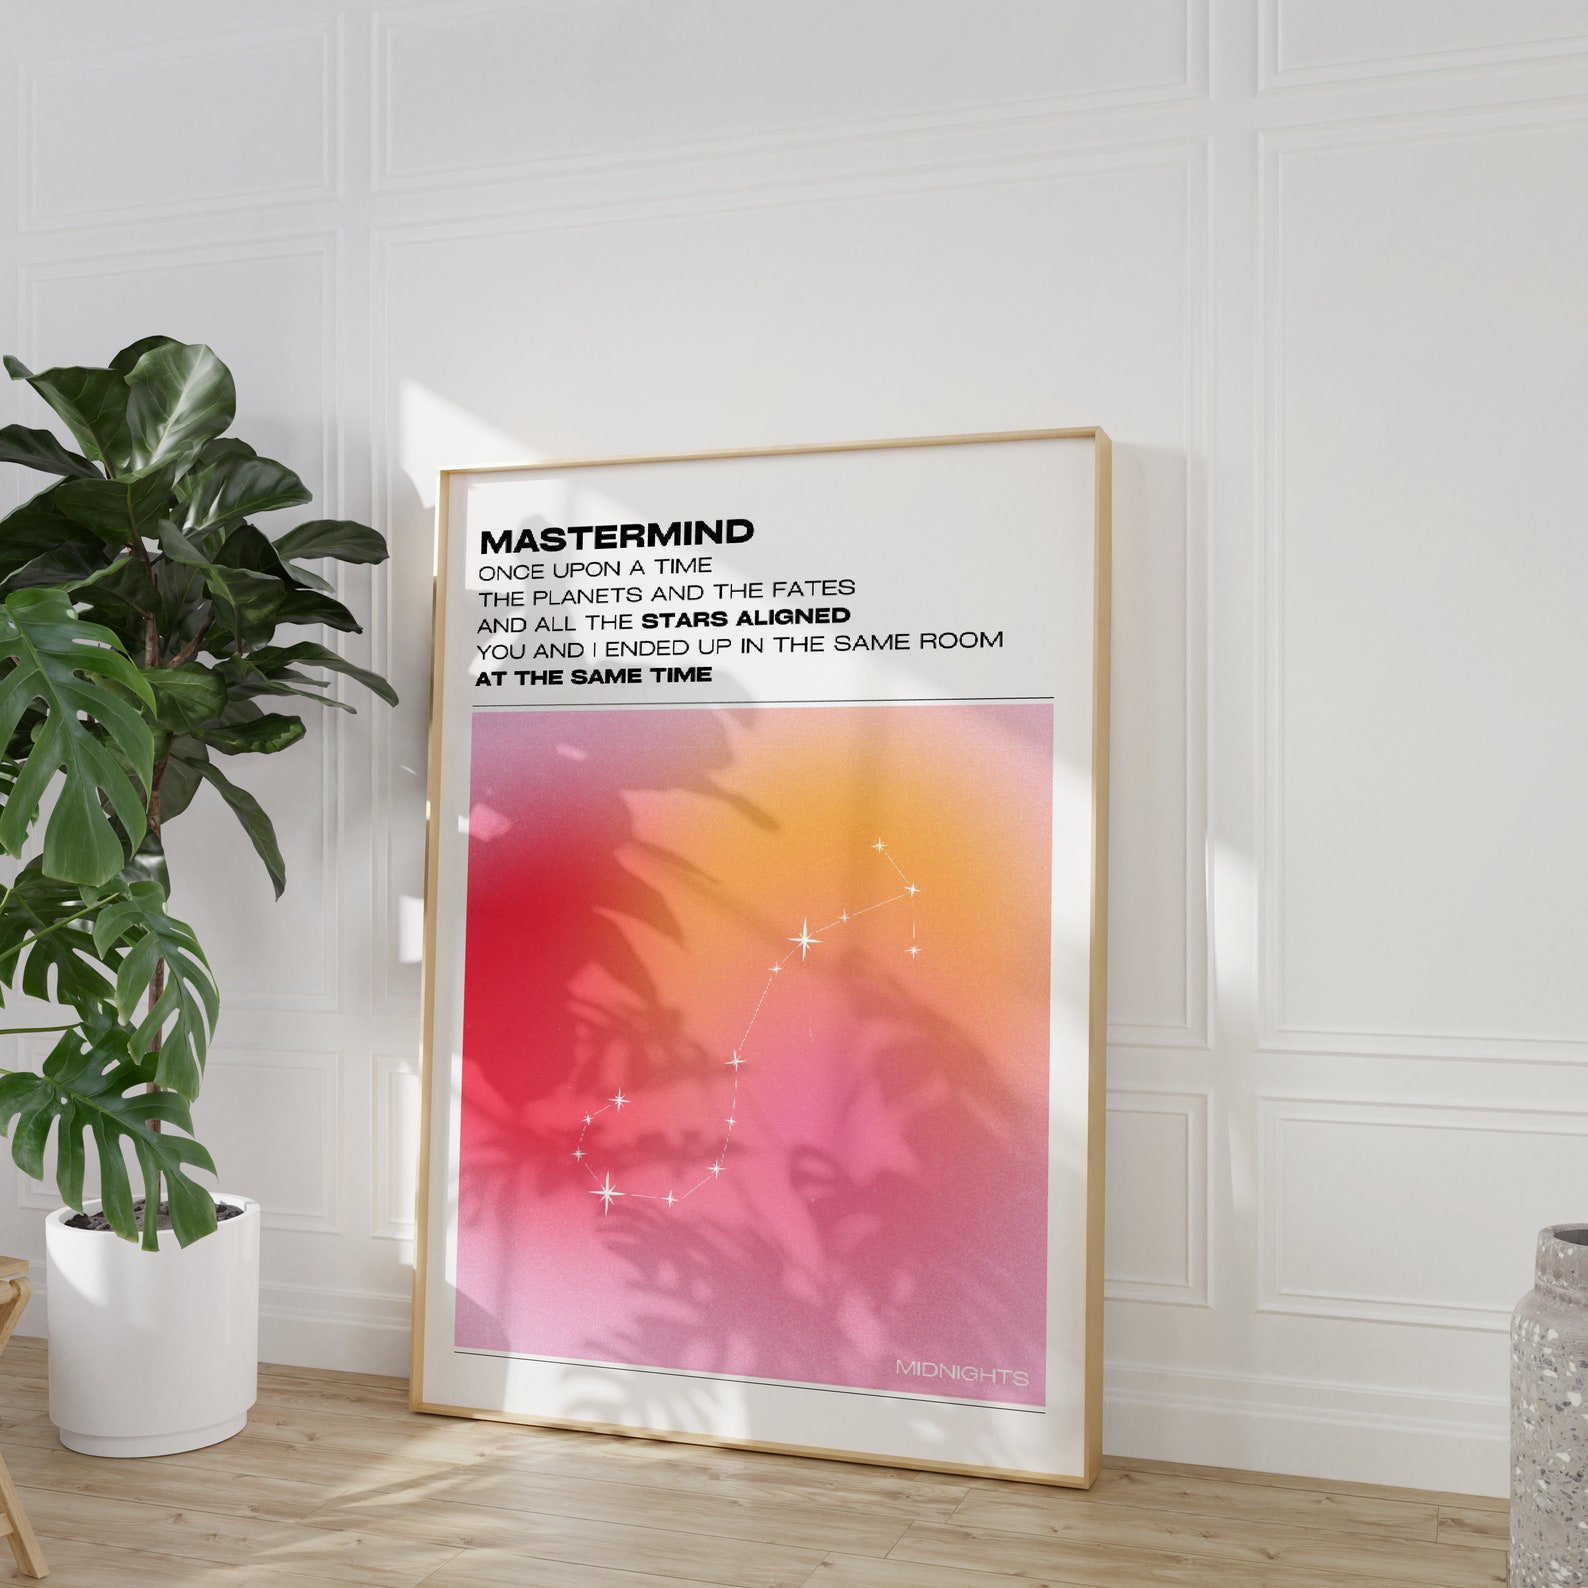 MASTERMIND
ONCE UPON A TIME
THE PLANETS AND THE FATES
AND ALL THE STARS ALIGNED
YOU AND I ENDED UP IN THE SAME ROOM
AT THE SAME TIME
MIDNIGHTS